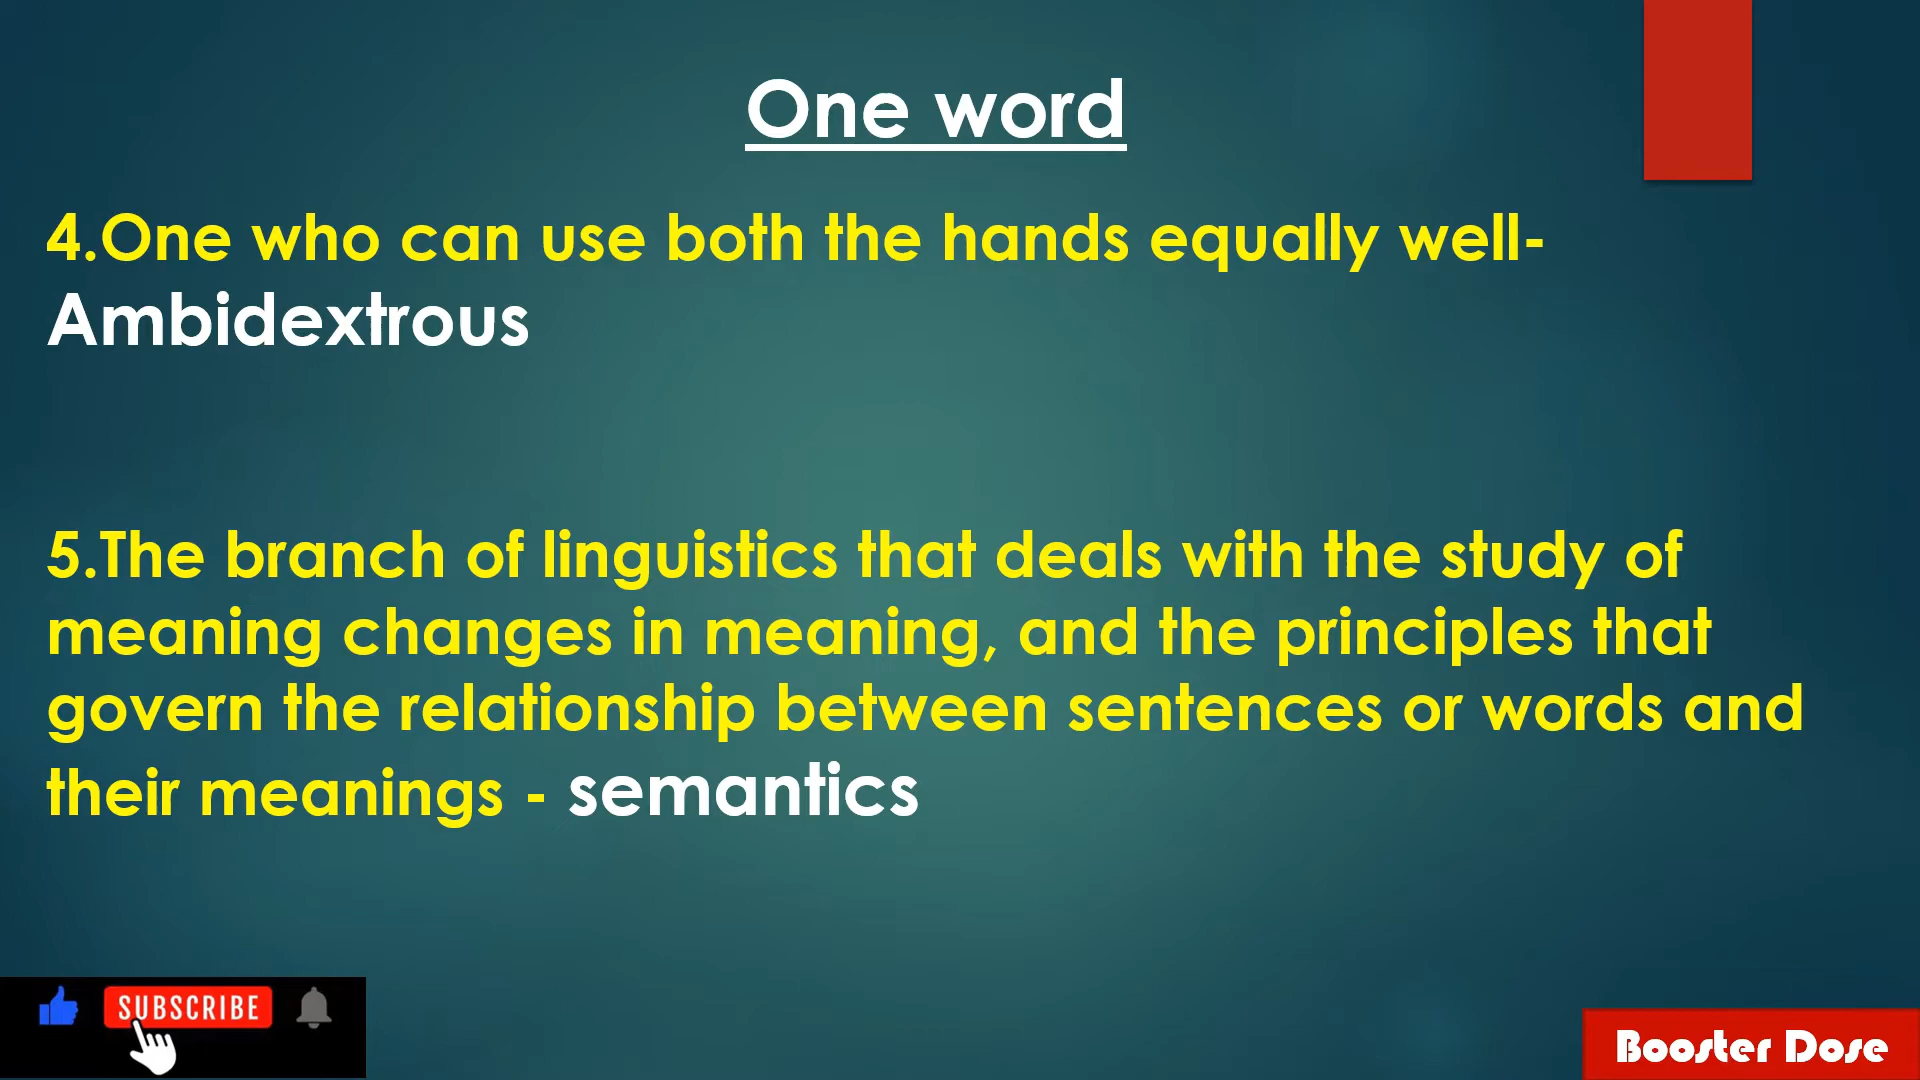 One word
4.One who can use both the hands equally well-
Ambidextrous
5.The branch of linguistics that deals with the study of
meaning changes in meaning, and the principles that
govern the relationship between sentences or words and
their meanings - semantics
SUBSCRIBE
Booster Dose